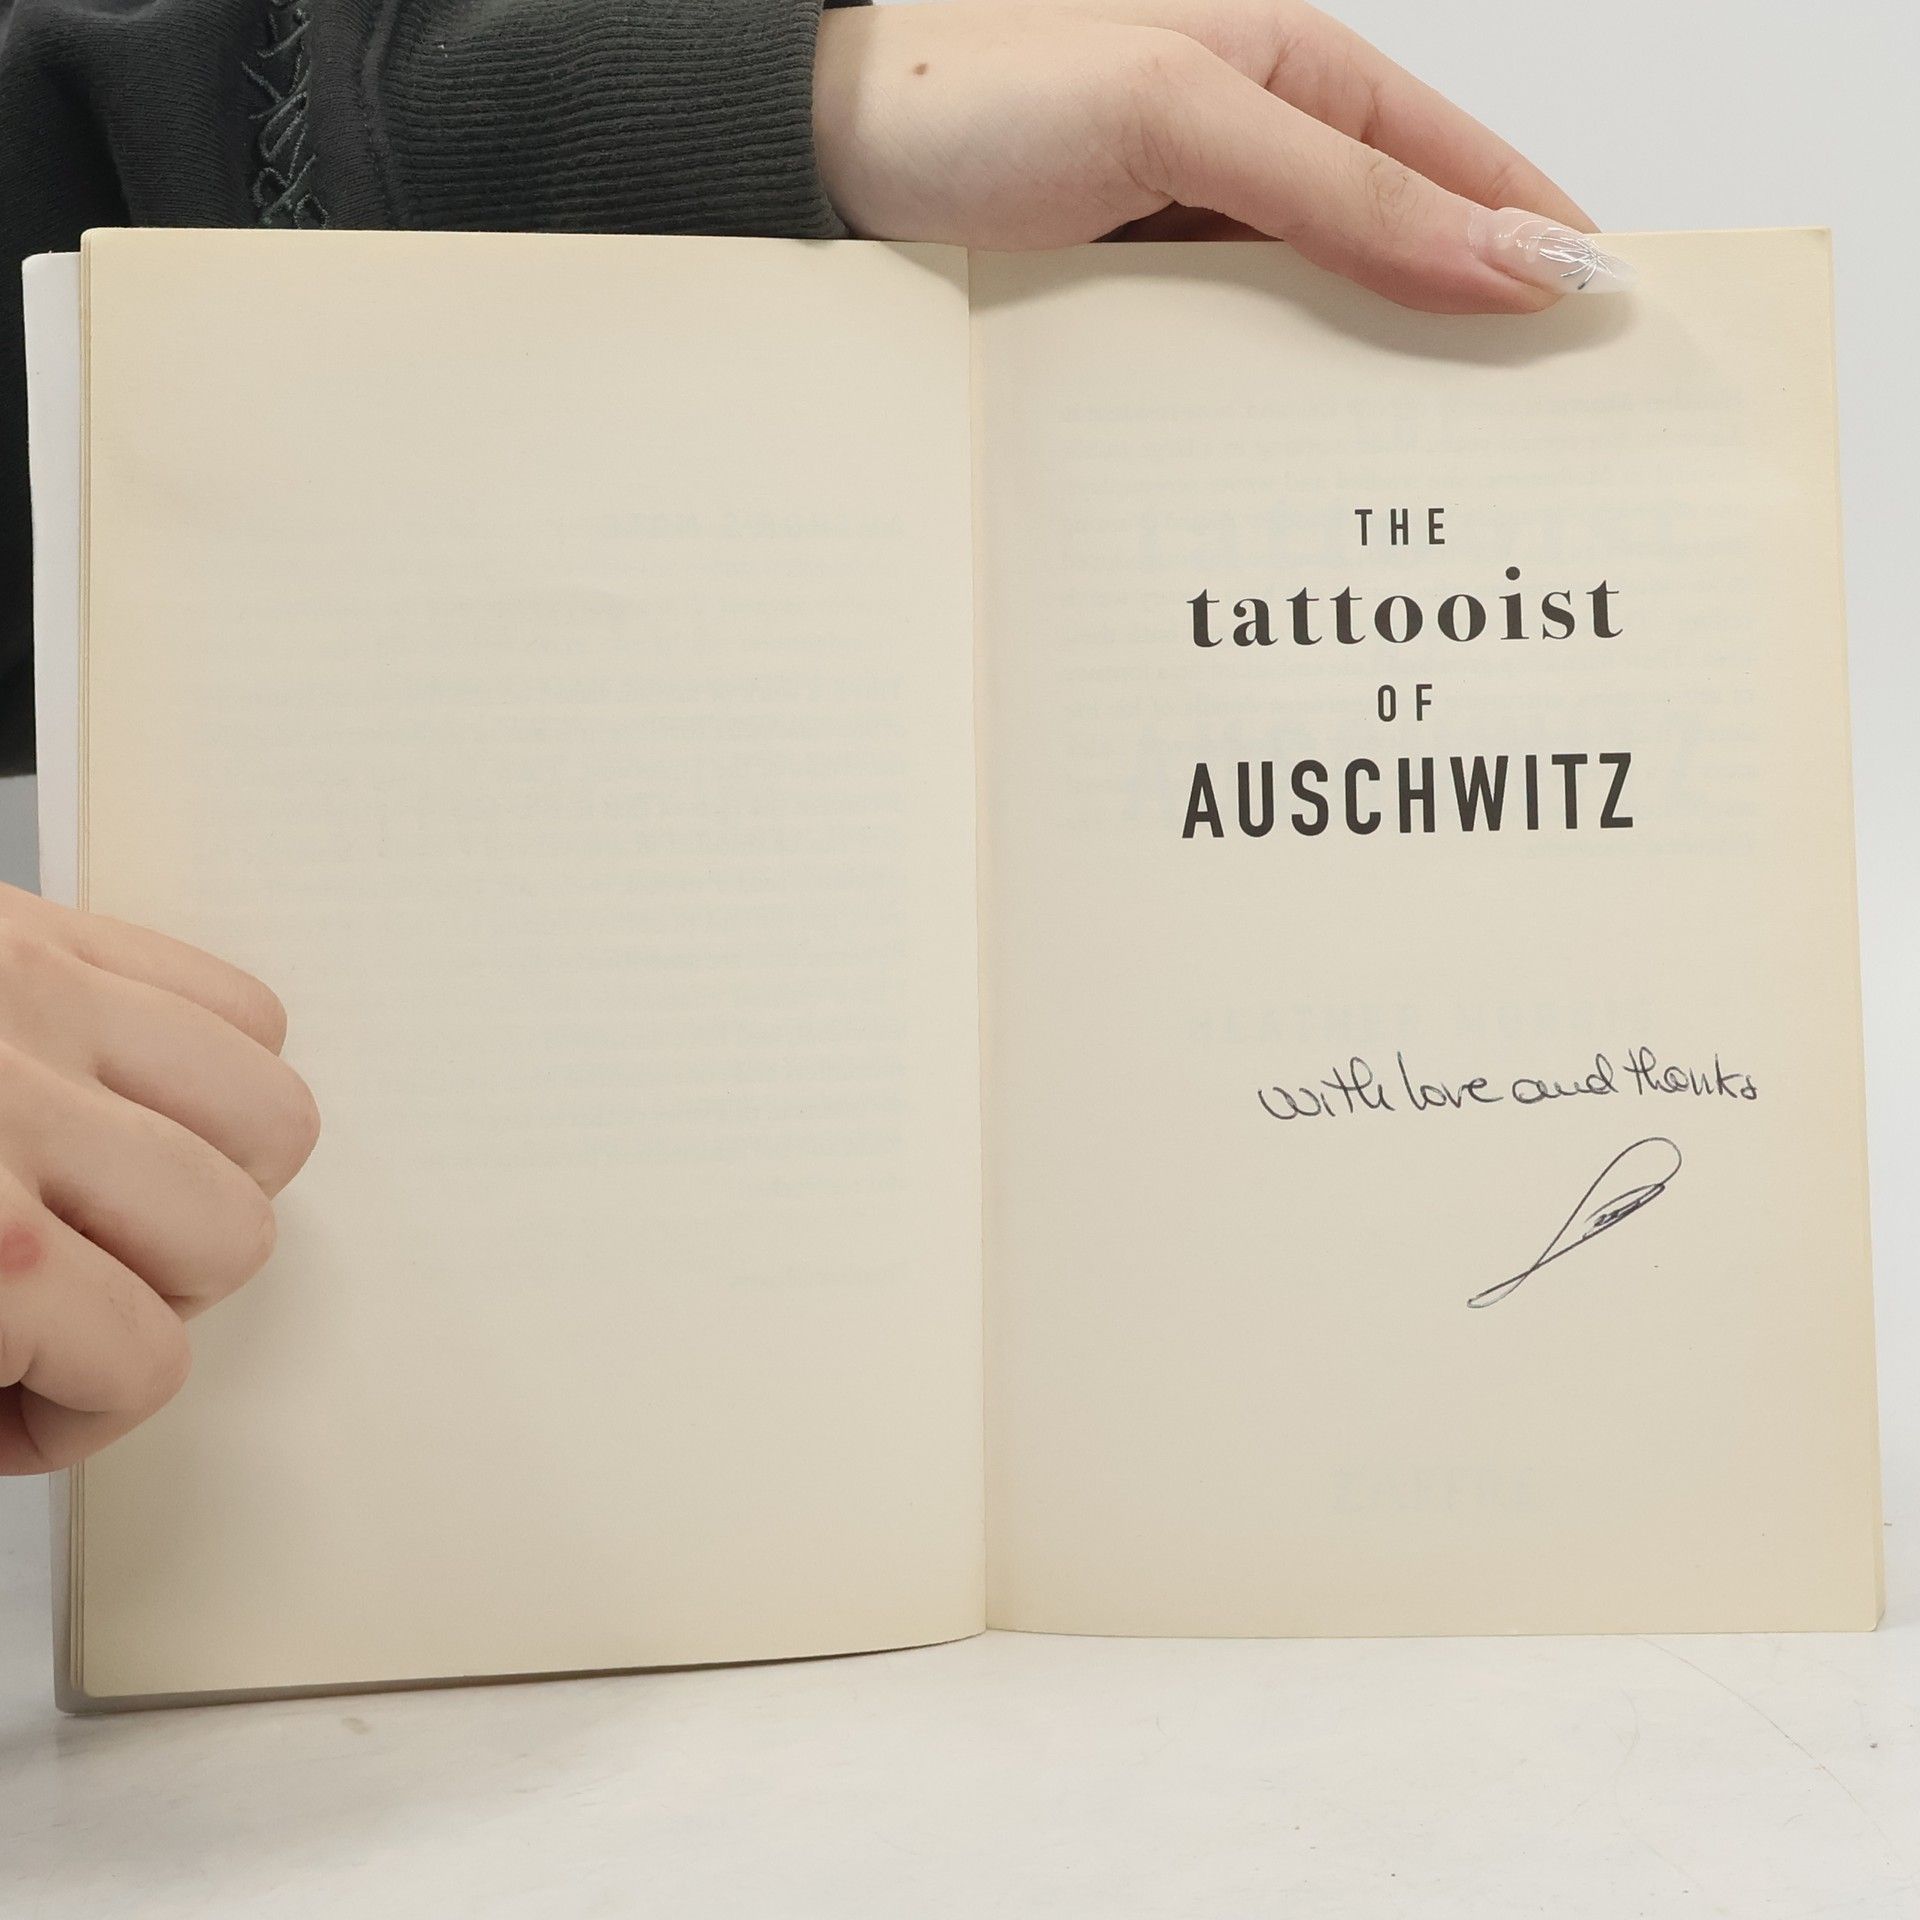 THE
tattooist
OF
AUSCHWITZ
with love and thanks